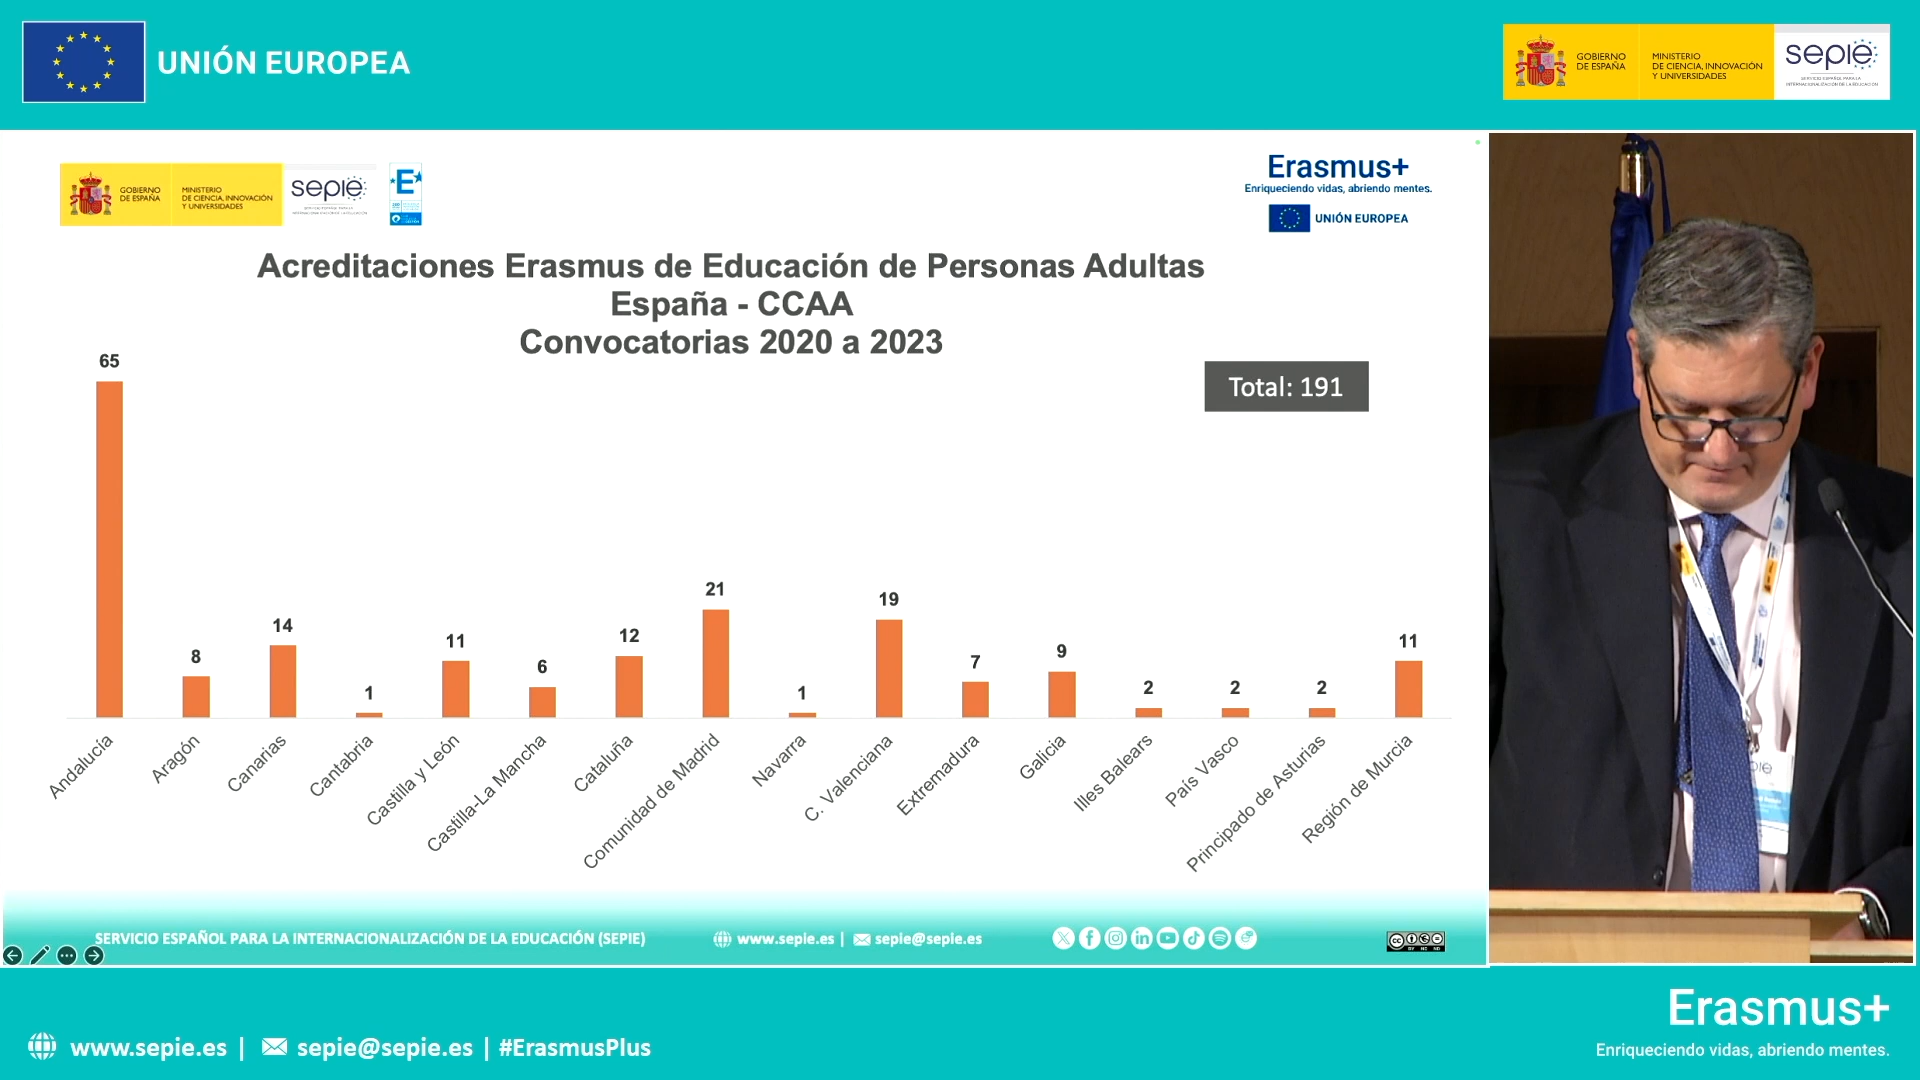 UNIÓN EUROPEA
GOBIERNO
DE ESPAÑA
MINISTERIO
DE CIENCIA, INNOVACIÓN
Y UNIVERSIDADES
sepie
SERVICIO ESPAÑOL PARA LA
INTERNACIONALIZACIÓN DE LA EDUCACIÓN
GOBIERNO
DE ESPAÑA
MINISTERIO
DE CIENCIA, INNOVACIÓN
Y UNIVERSIDADES
sepie
SERVICIO ESPAÑOL PARA LA
INTERNACIONALIZACIÓN DE LA EDUCACIÓN
E
Erasmus+
Enriqueciendo vidas, abriendo mentes.
UNIÓN EUROPEA
Acreditaciones Erasmus de Educación de Personas Adultas
España - CCAA
Convocatorias 2020 a 2023
Total: 191
65
8
14
1
11
6
12
21
1
19
7
9
2
2
2
11
Andalucía
Aragón
Canarias
Cantabria
Castilla y León
Castilla-La Mancha
Cataluña
Comunidad de Madrid
Navarra
C. Valenciana
Extremadura
Galicia
Illes Balears
País Vasco
Principado de Asturias
Región de Murcia
SERVICIO ESPAÑOL PARA LA INTERNACIONALIZACIÓN DE LA EDUCACIÓN (SEPIE)
www.sepie.es | sepie@sepie.es
cc
BY NC ND
www.sepie.es | sepie@sepie.es | #ErasmusPlus
Erasmus+
Enriqueciendo vidas, abriendo mentes.